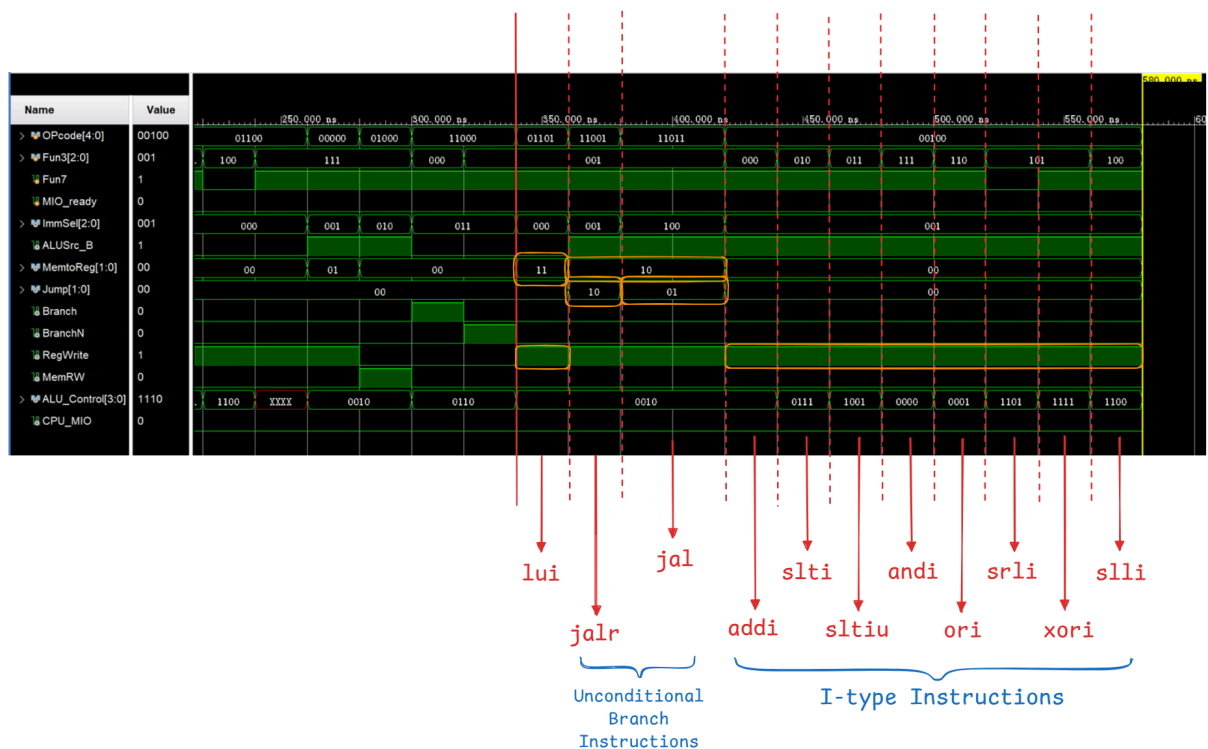 580.000 ns
Name Value
250.000 ns 300.000 ns 350.000 ns 400.000 ns 450.000 ns 500.000 ns 550.000 ns 60
OPcode[4:0] 00100 01100 00000 01000 11000 01101 11001 11011 00100
Fun3[2:0] 001 . 100 111 000 001 000 010 011 111 110 101 100
Fun7 1
MIO_ready 0
ImmSel[2:0] 001 000 001 010 011 000 001 100 001
ALUSrc_B 1
MemtoReg[1:0] 00 00 01 00 11 10 00
Jump[1:0] 00 00 10 01 00
Branch 0
BranchN 0
RegWrite 1
MemRW 0
ALU_Control[3:0] 1110 . 1100 XXXX 0010 0110 0010 0111 1001 0000 0001 1101 1111 1100
CPU_MIO 0
lui
jal
slti
andi
srli
slli
jalr
addi
sltiu
ori
xori
Unconditional
Branch
Instructions
I-type Instructions